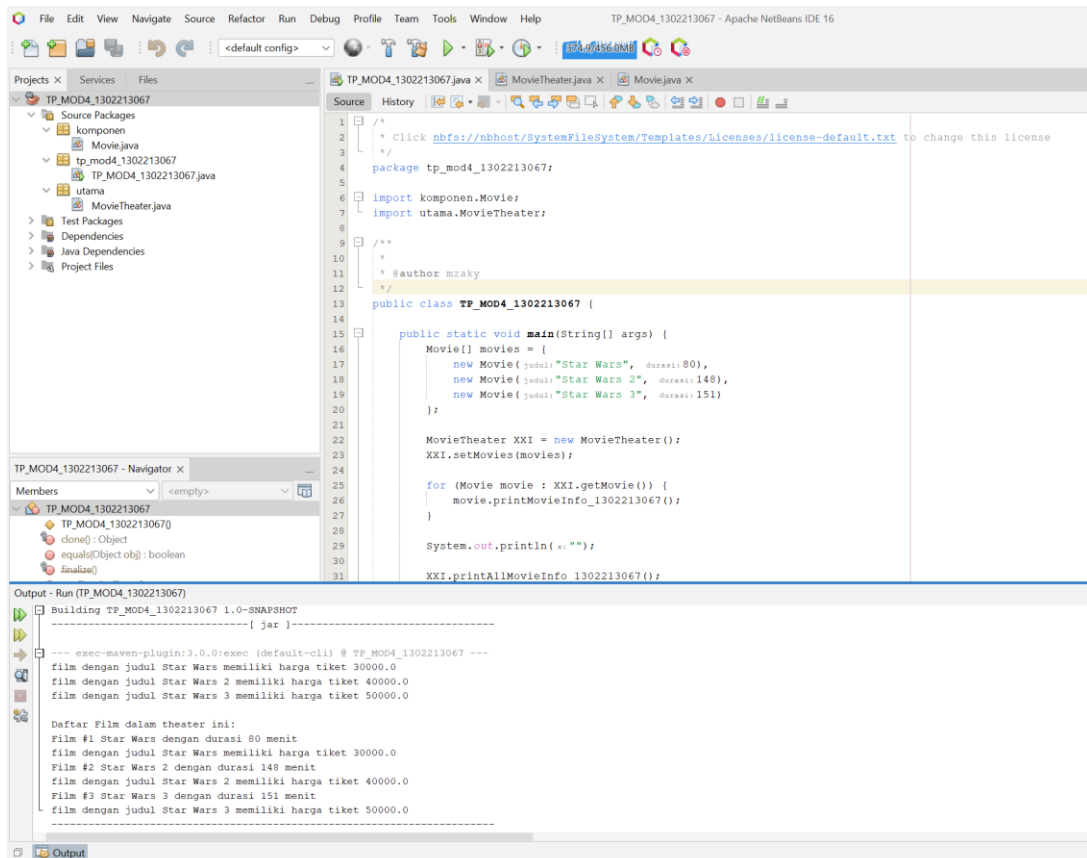 File Edit View Navigate Source Refactor Run Debug Profile Team Tools Window Help TP_MOD4_1302213067 - Apache NetBeans IDE 16
<default config> 374.9/456.0MB
Projects × Services Files
TP_MOD4_1302213067
Source Packages
komponen
Movie.java
tp_mod4_1302213067
TP_MOD4_1302213067.java
utama
MovieTheater.java
Test Packages
Dependencies
Java Dependencies
Project Files
TP_MOD4_1302213067 - Navigator ×
Members <empty>
TP_MOD4_1302213067
TP_MOD4_1302213067()
clone() : Object
equals(Object obj) : boolean
finalize()
TP_MOD4_1302213067.java × MovieTheater.java × Movie.java ×
Source History
1 /*
2 * Click nbfs://nbhost/SystemFileSystem/Templates/Licenses/license-default.txt to change this license
3 */
4 package tp_mod4_1302213067;
5
6 import komponen.Movie;
7 import utama.MovieTheater;
8
9 /**
10 *
11 * @author mzaky
12 */
13 public class TP_MOD4_1302213067 {
14
15 public static void main(String[] args) {
16 Movie[] movies = {
17 new Movie( judul: "Star Wars", durasi: 80),
18 new Movie( judul: "Star Wars 2", durasi: 148),
19 new Movie( judul: "Star Wars 3", durasi: 151)
20 };
21
22 MovieTheater XXI = new MovieTheater();
23 XXI.setMovies(movies);
24
25 for (Movie movie : XXI.getMovie()) {
26 movie.printMovieInfo_1302213067();
27 }
28
29 System.out.println( x: "");
30
31 XXI.printAllMovieInfo_1302213067();
Output - Run (TP_MOD4_1302213067)
Building TP_MOD4_1302213067 1.0-SNAPSHOT
--------------------------------[ jar ]---------------------------------
--- exec-maven-plugin:3.0.0:exec (default-cli) @ TP_MOD4_1302213067 ---
film dengan judul Star Wars memiliki harga tiket 30000.0
film dengan judul Star Wars 2 memiliki harga tiket 40000.0
film dengan judul Star Wars 3 memiliki harga tiket 50000.0
Daftar Film dalam theater ini:
Film #1 Star Wars dengan durasi 80 menit
film dengan judul Star Wars memiliki harga tiket 30000.0
Film #2 Star Wars 2 dengan durasi 148 menit
film dengan judul Star Wars 2 memiliki harga tiket 40000.0
Film #3 Star Wars 3 dengan durasi 151 menit
film dengan judul Star Wars 3 memiliki harga tiket 50000.0
------------------------------------------------------------------------
Output